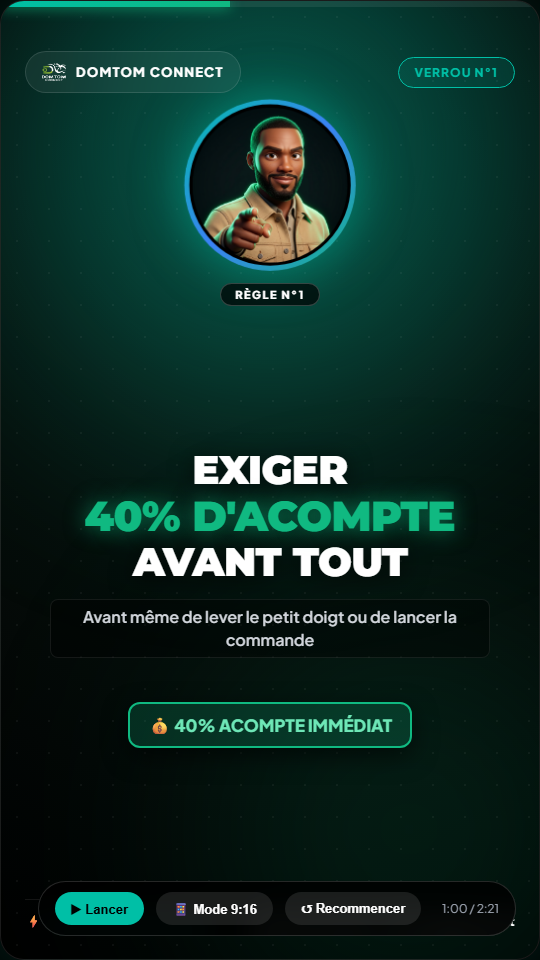 DOMTOM CONNECT
VERROU N°1
RÈGLE N°1
EXIGER
40% D'ACOMPTE
AVANT TOUT
Avant même de lever le petit doigt ou de lancer la
commande
💰 40% ACOMPTE IMMÉDIAT
▶ Lancer
📱 Mode 9:16
↺ Recommencer
1:00 / 2:21